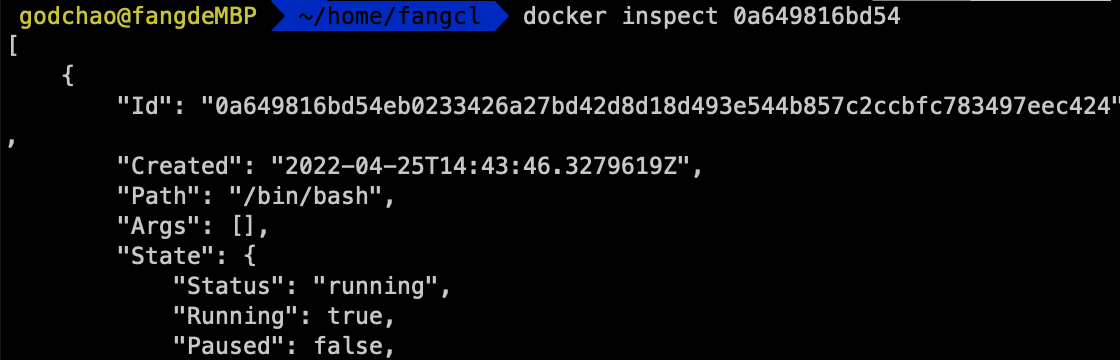 godchao@fangdeMBP ~/home/fangcl docker inspect 0a649816bd54
[
    {
        "Id": "0a649816bd54eb0233426a27bd42d8d18d493e544b857c2ccbfc783497eec424"
,
        "Created": "2022-04-25T14:43:46.3279619Z",
        "Path": "/bin/bash",
        "Args": [],
        "State": {
            "Status": "running",
            "Running": true,
            "Paused": false,